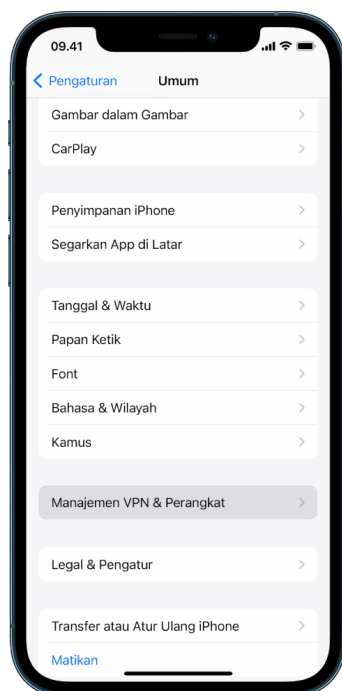 09.41
Pengaturan
Umum
Gambar dalam Gambar
CarPlay
Penyimpanan iPhone
Segarkan App di Latar
Tanggal & Waktu
Papan Ketik
Font
Bahasa & Wilayah
Kamus
Manajemen VPN & Perangkat
Legal & Pengatur
Transfer atau Atur Ulang iPhone
Matikan